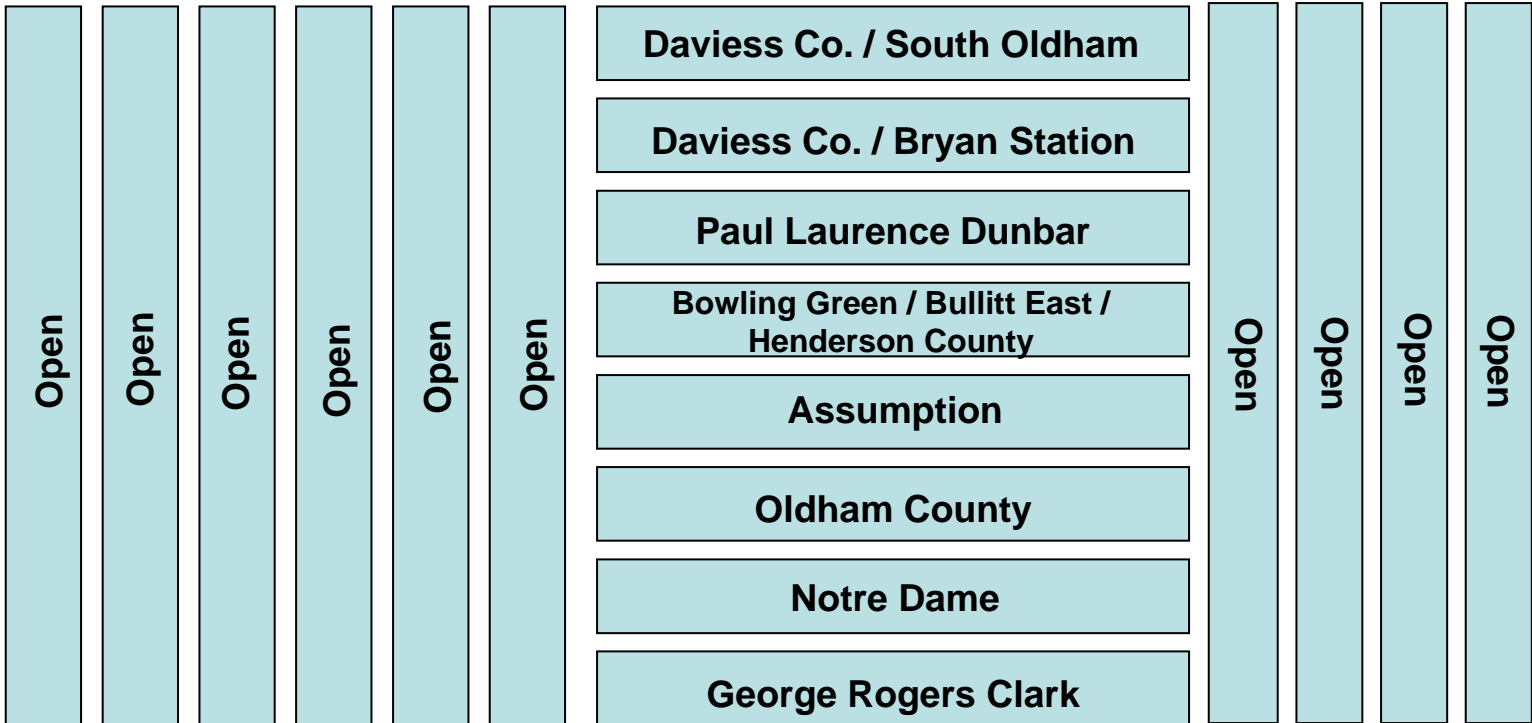 Open
Open
Open
Open
Open
Open
Daviess Co. / South Oldham
Daviess Co. / Bryan Station
Paul Laurence Dunbar
Bowling Green / Bullitt East /
Henderson County
Assumption
Oldham County
Notre Dame
George Rogers Clark
Open
Open
Open
Open